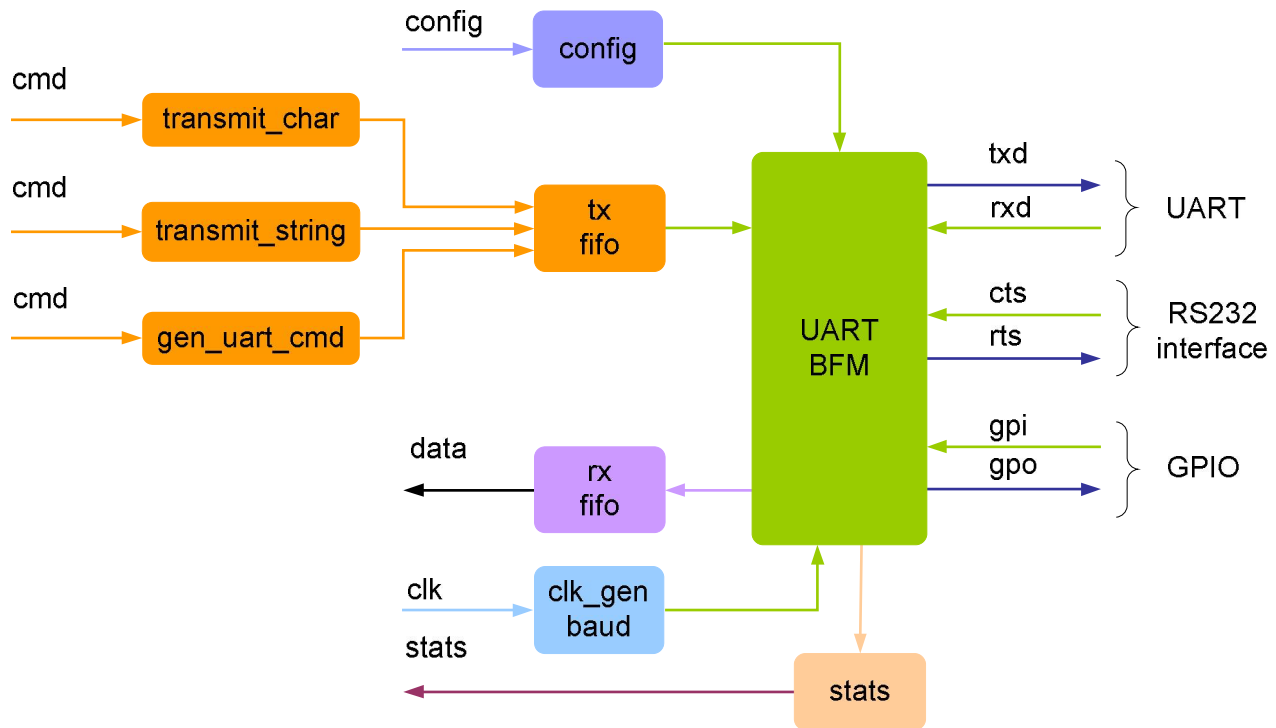 config
config
cmd
transmit_char
cmd
transmit_string
cmd
gen_uart_cmd
tx
fifo
UART
BFM
txd
rxd
UART
cts
rts
RS232
interface
gpi
gpo
GPIO
data
rx
fifo
clk
clk_gen
baud
stats
stats